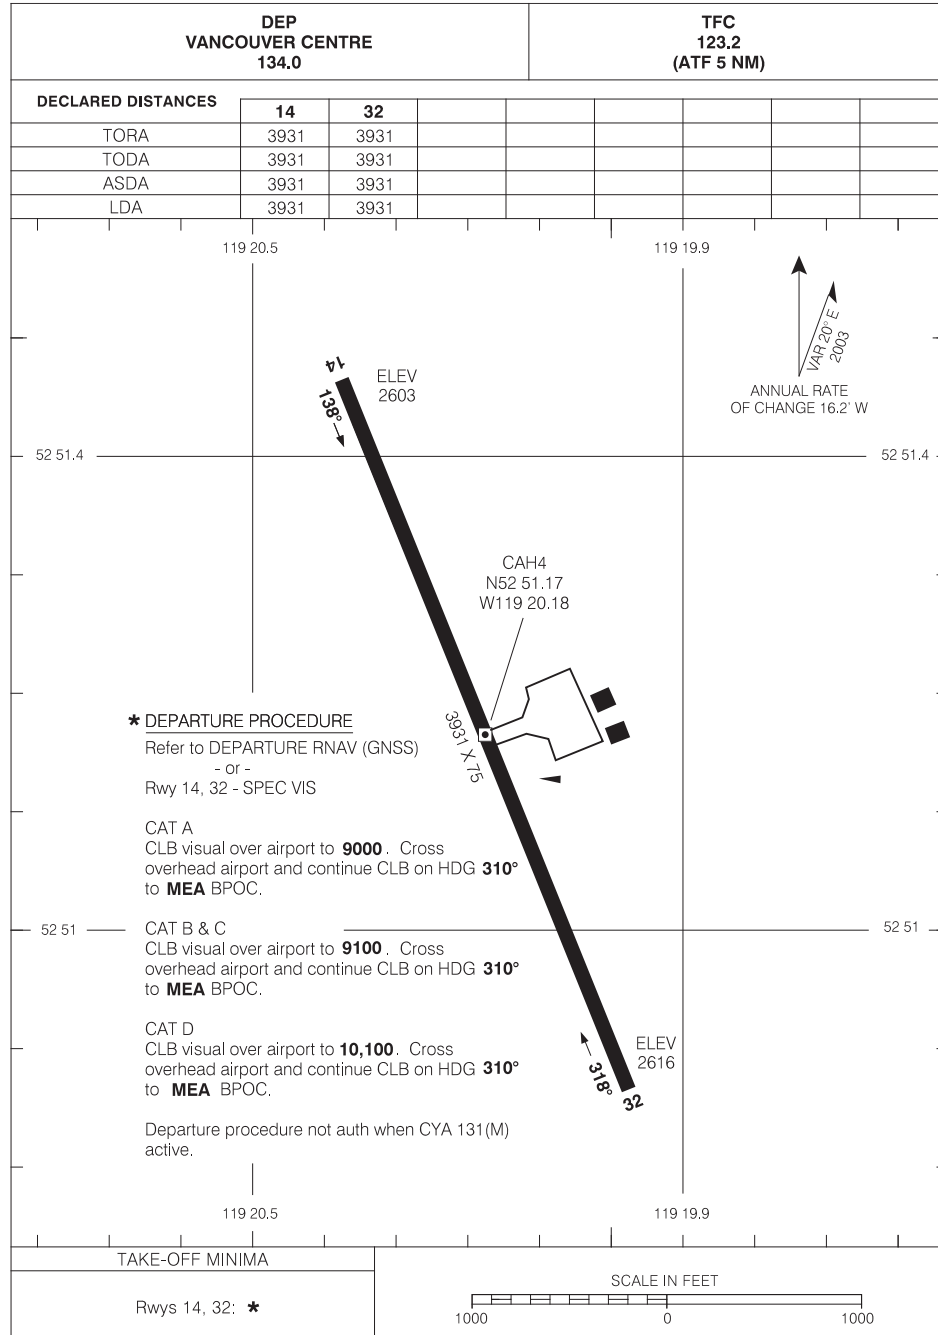 DEP
VANCOUVER CENTRE
134.0
TFC
123.2
(ATF 5 NM)
DECLARED DISTANCES
14 32
TORA 3931 3931
TODA 3931 3931
ASDA 3931 3931
LDA 3931 3931
119 20.5 119 19.9
VAR 20° E
2003
ANNUAL RATE
OF CHANGE 16.2' W
14
ELEV
2603
138°
52 51.4 52 51.4
CAH4
N52 51.17
W119 20.18
3931 X 75
* DEPARTURE PROCEDURE
Refer to DEPARTURE RNAV (GNSS)
- or -
Rwy 14, 32 - SPEC VIS
CAT A
CLB visual over airport to 9000. Cross
overhead airport and continue CLB on HDG 310°
to MEA BPOC.
52 51 52 51
CAT B & C
CLB visual over airport to 9100. Cross
overhead airport and continue CLB on HDG 310°
to MEA BPOC.
CAT D
CLB visual over airport to 10,100. Cross
overhead airport and continue CLB on HDG 310°
to MEA BPOC.
Departure procedure not auth when CYA 131(M)
active.
ELEV
2616
318°
32
119 20.5 119 19.9
TAKE-OFF MINIMA
Rwys 14, 32: *
SCALE IN FEET
1000 0 1000